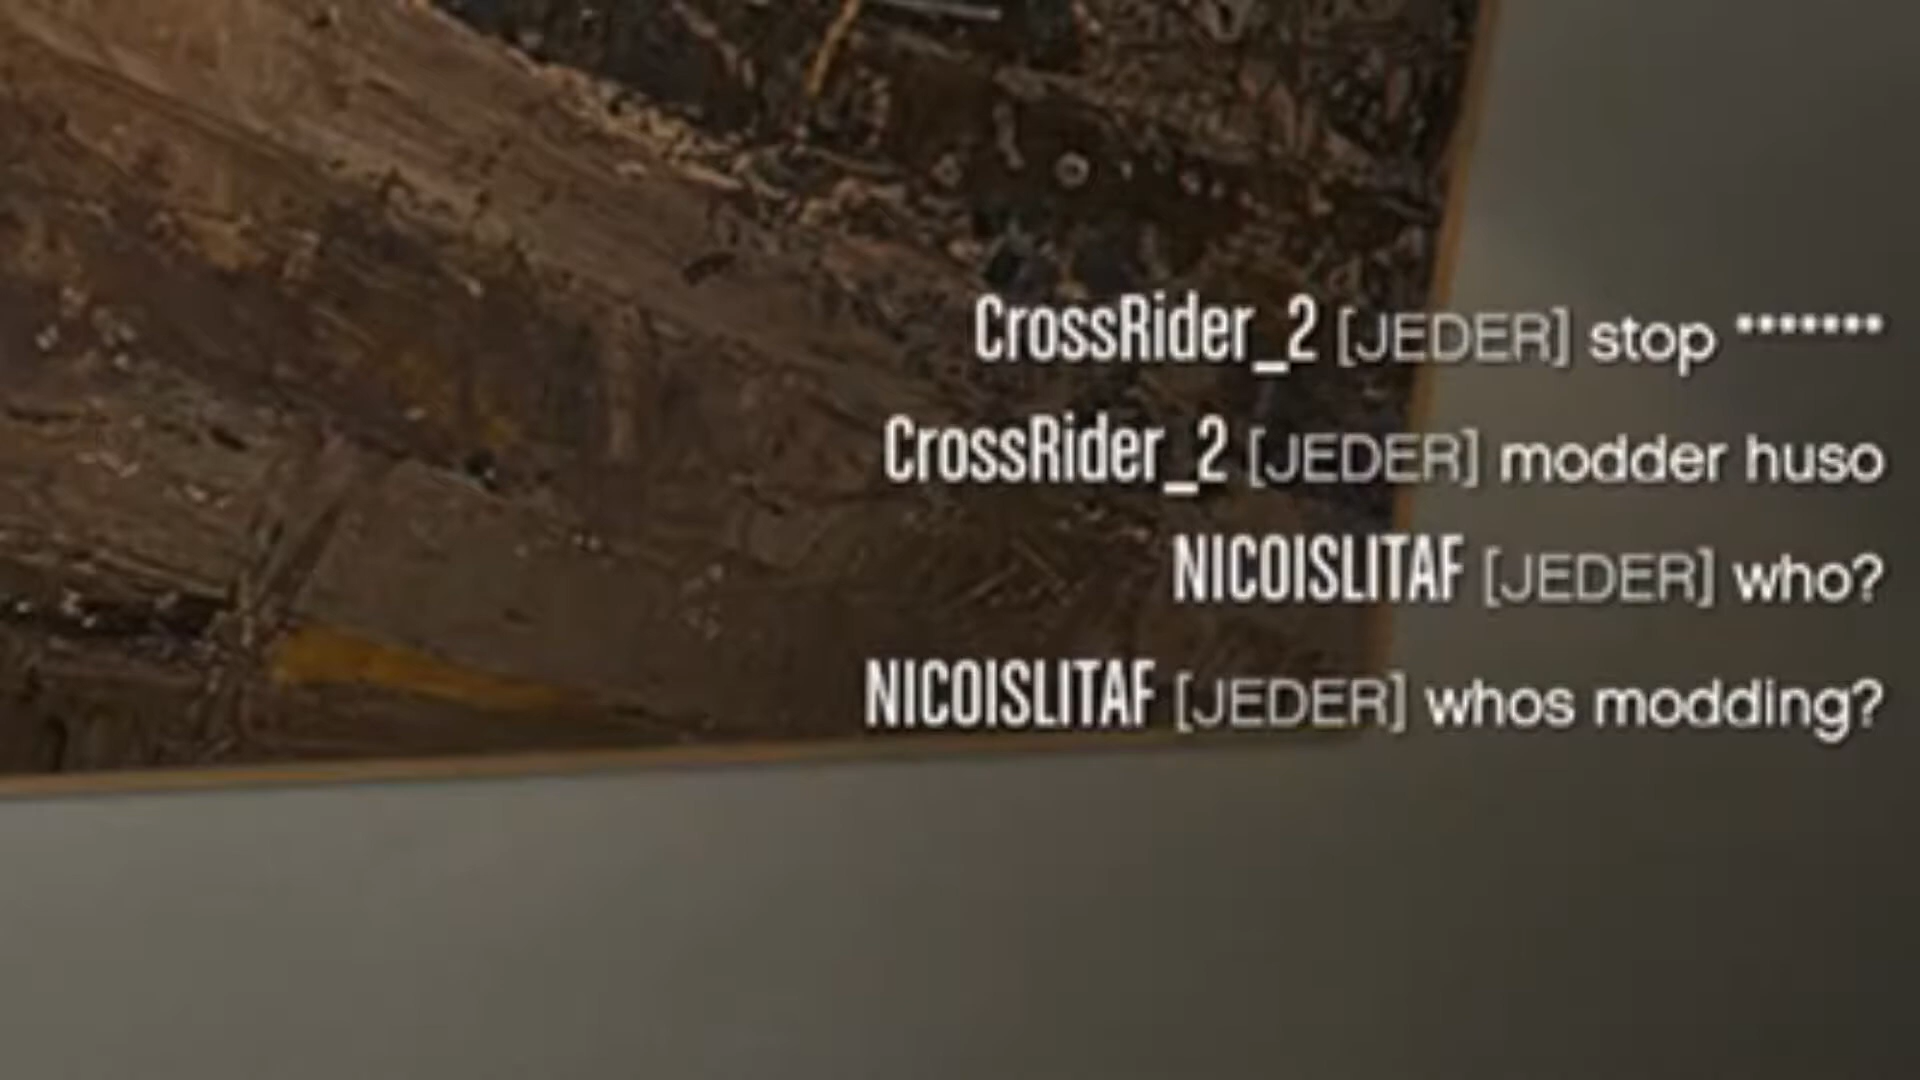 CrossRider_2 [JEDER] stop *******
CrossRider_2 [JEDER] modder huso
NICOISLITAF [JEDER] who?
NICOISLITAF [JEDER] whos modding?